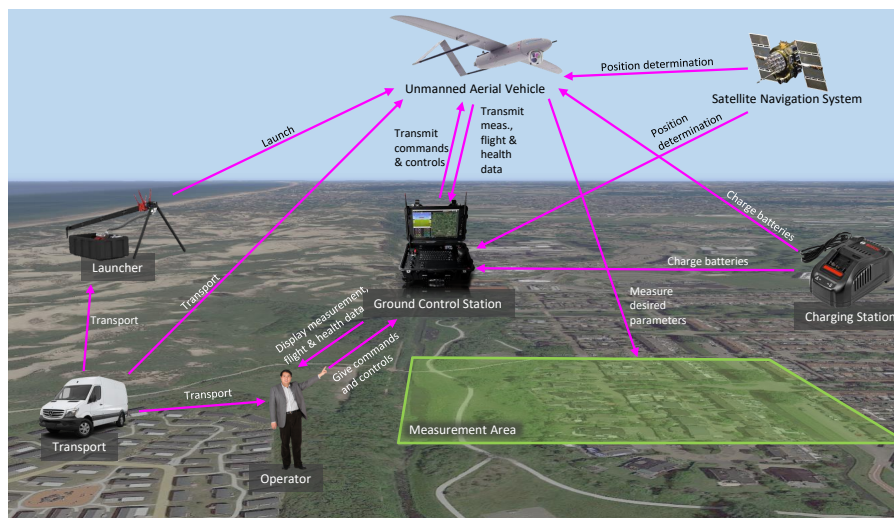 Unmanned Aerial Vehicle
Position determination
Satellite Navigation System
Launch
Transmit
commands
& controls
Transmit
meas.,
flight &
health
data
Position
determination
Charge batteries
Launcher
Transport
Charge batteries
Ground Control Station
Charging Station
Measure
desired
parameters
Transport
Display measurement,
flight & health data
Give commands
and controls
Transport
Transport
Operator
Measurement Area